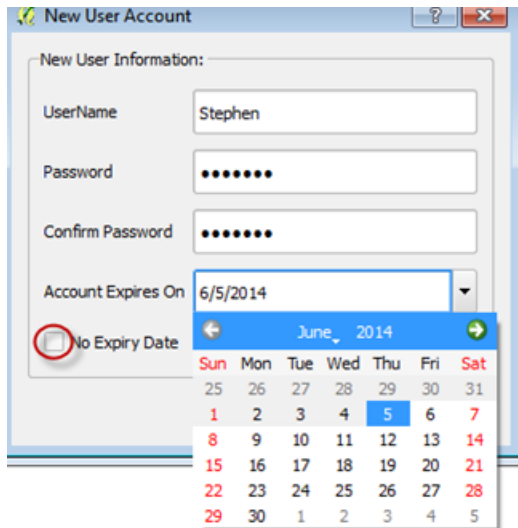 New User Account
New User Information:
UserName Stephen
Password •••••••
Confirm Password •••••••
Account Expires On 6/5/2014
No Expiry Date
June 2014
Sun Mon Tue Wed Thu Fri Sat
25 26 27 28 29 30 31
1 2 3 4 5 6 7
8 9 10 11 12 13 14
15 16 17 18 19 20 21
22 23 24 25 26 27 28
29 30 1 2 3 4 5